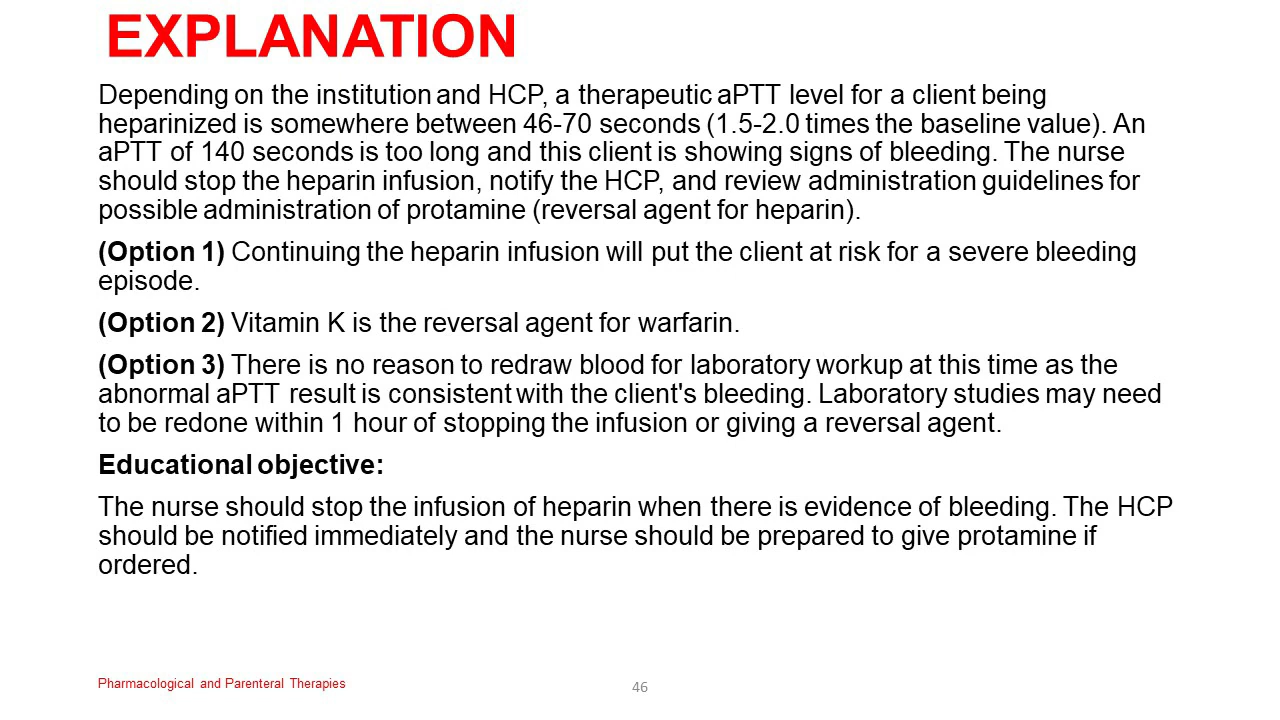 EXPLANATION
Depending on the institution and HCP, a therapeutic aPTT level for a client being
heparinized is somewhere between 46-70 seconds (1.5-2.0 times the baseline value). An
aPTT of 140 seconds is too long and this client is showing signs of bleeding. The nurse
should stop the heparin infusion, notify the HCP, and review administration guidelines for
possible administration of protamine (reversal agent for heparin).
(Option 1) Continuing the heparin infusion will put the client at risk for a severe bleeding
episode.
(Option 2) Vitamin K is the reversal agent for warfarin.
(Option 3) There is no reason to redraw blood for laboratory workup at this time as the
abnormal aPTT result is consistent with the client's bleeding. Laboratory studies may need
to be redone within 1 hour of stopping the infusion or giving a reversal agent.
Educational objective:
The nurse should stop the infusion of heparin when there is evidence of bleeding. The HCP
should be notified immediately and the nurse should be prepared to give protamine if
ordered.
Pharmacological and Parenteral Therapies
46